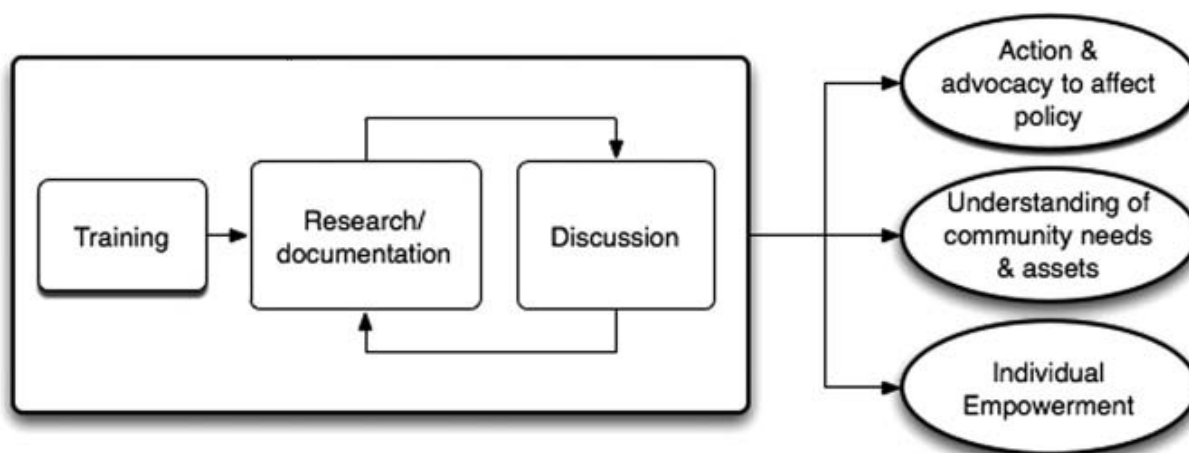 Training
Research/
documentation
Discussion
Action &
advocacy to affect
policy
Understanding of
community needs
& assets
Individual
Empowerment